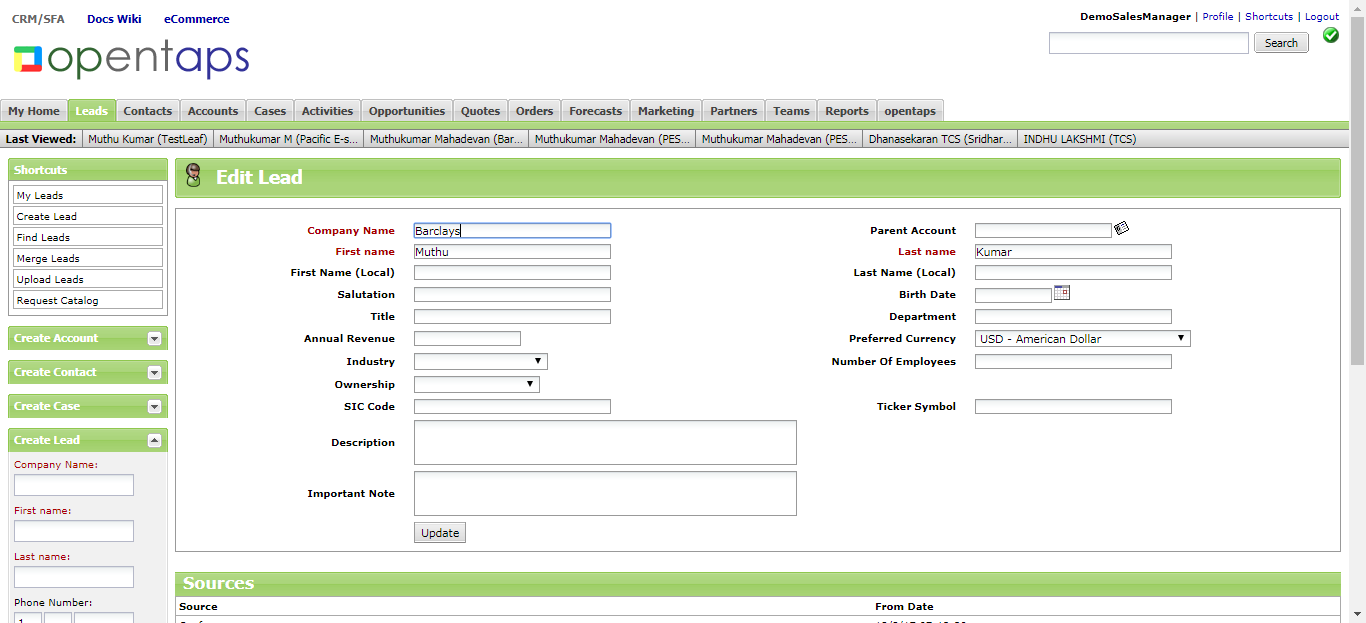 CRM/SFA Docs Wiki eCommerce
DemoSalesManager | Profile | Shortcuts | Logout
opentaps
Search
My Home Leads Contacts Accounts Cases Activities Opportunities Quotes Orders Forecasts Marketing Partners Teams Reports opentaps
Last Viewed: Muthu Kumar (TestLeaf) Muthukumar M (Pacific E-s... Muthukumar Mahadevan (Bar... Muthukumar Mahadevan (PES... Muthukumar Mahadevan (PES... Dhanasekaran TCS (Sridhar... INDHU LAKSHMI (TCS)
Shortcuts
My Leads
Create Lead
Find Leads
Merge Leads
Upload Leads
Request Catalog
Create Account
Create Contact
Create Case
Create Lead
Company Name:
First name:
Last name:
Phone Number:
1
Edit Lead
Company Name Barclays Parent Account
First name Muthu Last name Kumar
First Name (Local) Last Name (Local)
Salutation Birth Date
Title Department
Annual Revenue Preferred Currency USD - American Dollar
Industry Number Of Employees
Ownership
SIC Code Ticker Symbol
Description
Important Note
Update
Sources
Source From Date